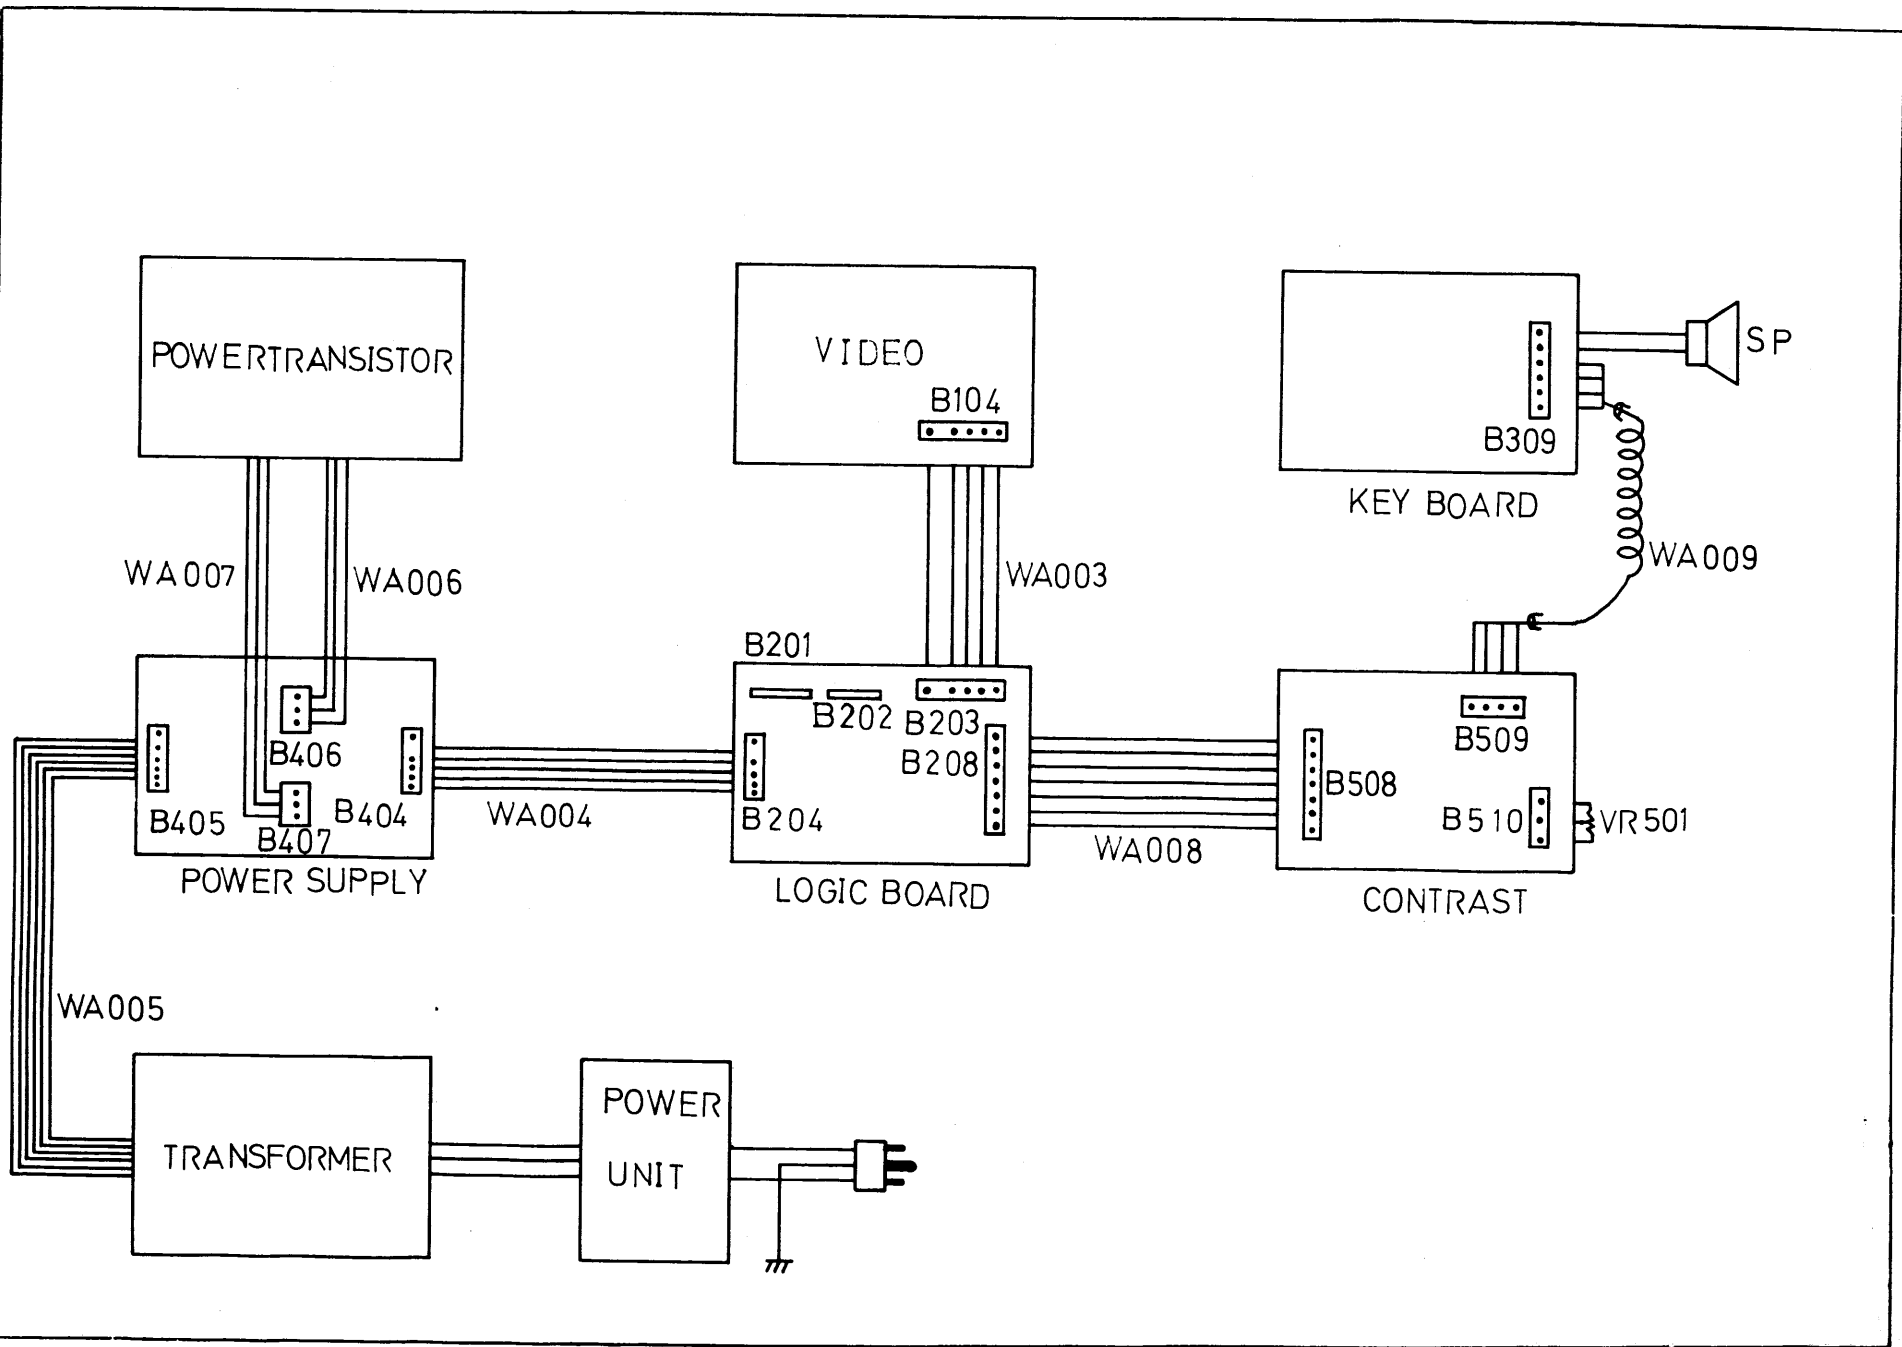 POWERTRANSISTOR
VIDEO
B104
SP
B309
KEY BOARD
WA007
WA006
WA003
WA009
B201
B202
B203
B406
B208
B509
B508
B405
B407
B404
WA004
B204
WA008
B510
VR501
POWER SUPPLY
LOGIC BOARD
CONTRAST
WA005
POWER
UNIT
TRANSFORMER